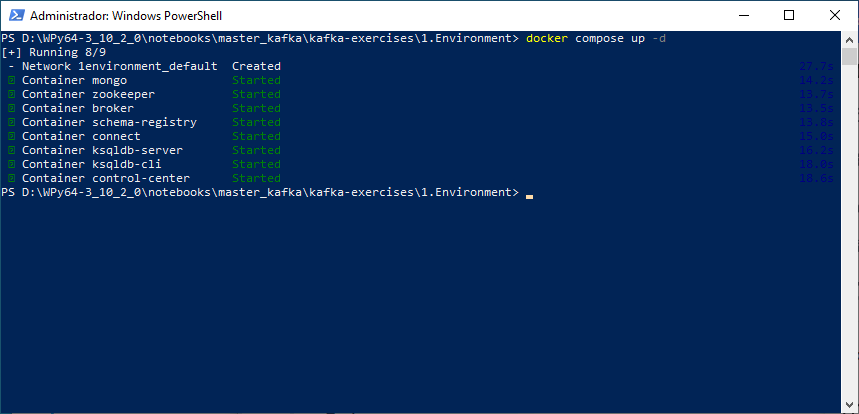 Administrador: Windows PowerShell
PS D:\WPy64-3_10_2_0\notebooks\master_kafka\kafka-exercises\1.Environment> docker compose up -d
[+] Running 8/9
- Network 1environment_default Created 27.7s
Container mongo Started 14.2s
Container zookeeper Started 13.7s
Container broker Started 13.5s
Container schema-registry Started 13.8s
Container connect Started 15.0s
Container ksqldb-server Started 16.2s
Container ksqldb-cli Started 18.0s
Container control-center Started 18.6s
PS D:\WPy64-3_10_2_0\notebooks\master_kafka\kafka-exercises\1.Environment>